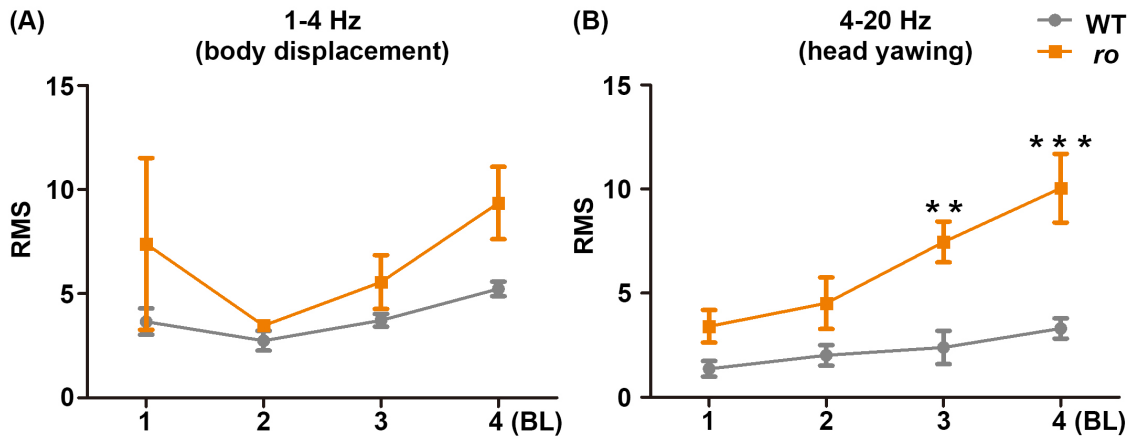 (A)
1-4 Hz
(body displacement)
15
10
5
0
RMS
1 2 3 4 (BL)
(B)
4-20 Hz
(head yawing)
WT
ro
15
10
5
0
RMS
* *
* * *
1 2 3 4 (BL)